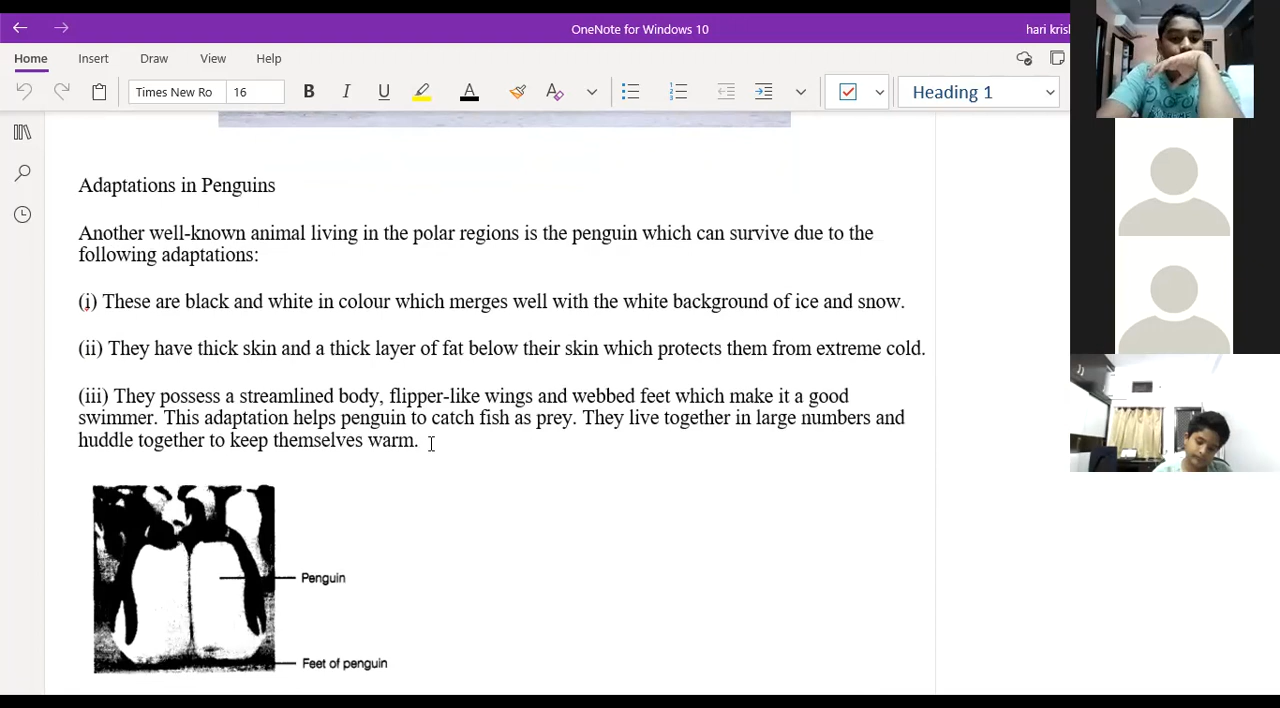 OneNote for Windows 10
hari krish
Home Insert Draw View Help
Times New Ro 16 B I U A A Heading 1
Adaptations in Penguins
Another well-known animal living in the polar regions is the penguin which can survive due to the
following adaptations:
(i) These are black and white in colour which merges well with the white background of ice and snow.
(ii) They have thick skin and a thick layer of fat below their skin which protects them from extreme cold.
(iii) They possess a streamlined body, flipper-like wings and webbed feet which make it a good
swimmer. This adaptation helps penguin to catch fish as prey. They live together in large numbers and
huddle together to keep themselves warm.
Penguin
Feet of penguin